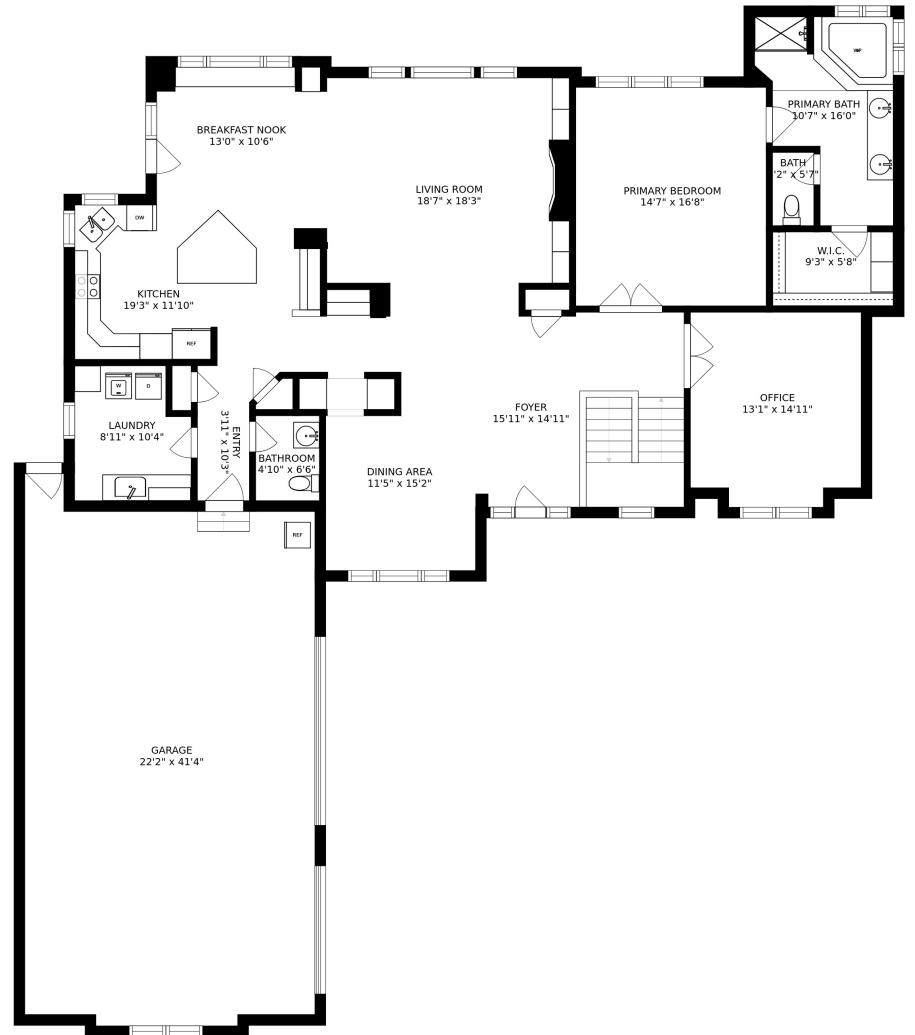 PRIMARY BATH
10'7" x 16'0"
BREAKFAST NOOK
13'0" x 10'6"
BATH
'2" x 5'7"
LIVING ROOM
18'7" x 18'3"
PRIMARY BEDROOM
14'7" x 16'8"
DW
W.I.C.
9'3" x 5'8"
KITCHEN
19'3" x 11'10"
REF
W
D
OFFICE
13'1" x 14'11"
FOYER
15'11" x 14'11"
LAUNDRY
8'11" x 10'4"
ENTRY
3'11" x 10'3"
BATHROOM
4'10" x 6'6"
DINING AREA
11'5" x 15'2"
REF
GARAGE
22'2" x 41'4"